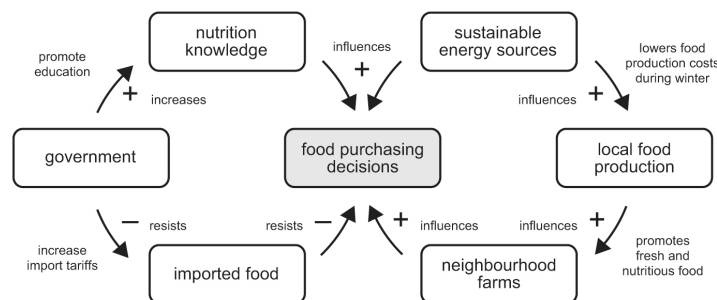 nutrition
knowledge
sustainable
energy sources
promote
education
influences
+
lowers food
production costs
during winter
+
increases
influences
+
government
food purchasing
decisions
local food
production
−
resists
resists
−
+
influences
influences
+
increase
import tariffs
imported food
neighbourhood
farms
promotes
fresh and
nutritious food